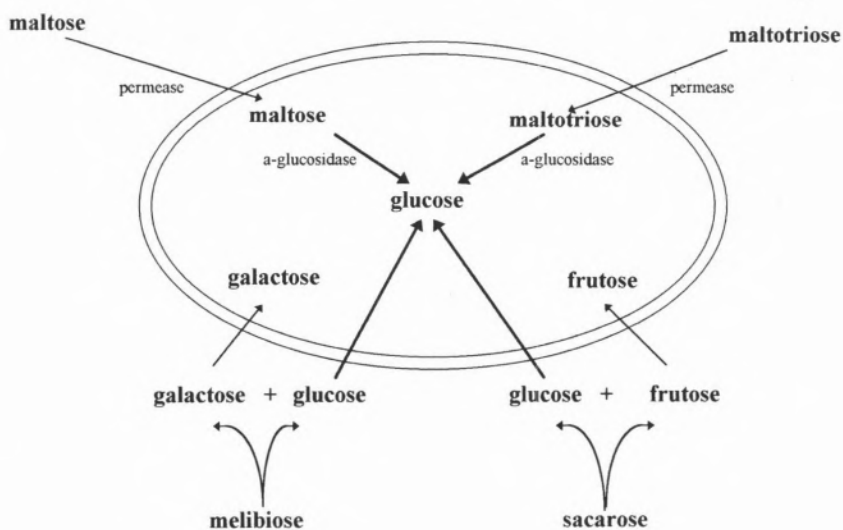 maltose
maltotriose
permease
permease
maltose
maltotriose
a-glucosidase
a-glucosidase
glucose
galactose
frutose
galactose + glucose
glucose + frutose
melibiose
sacarose